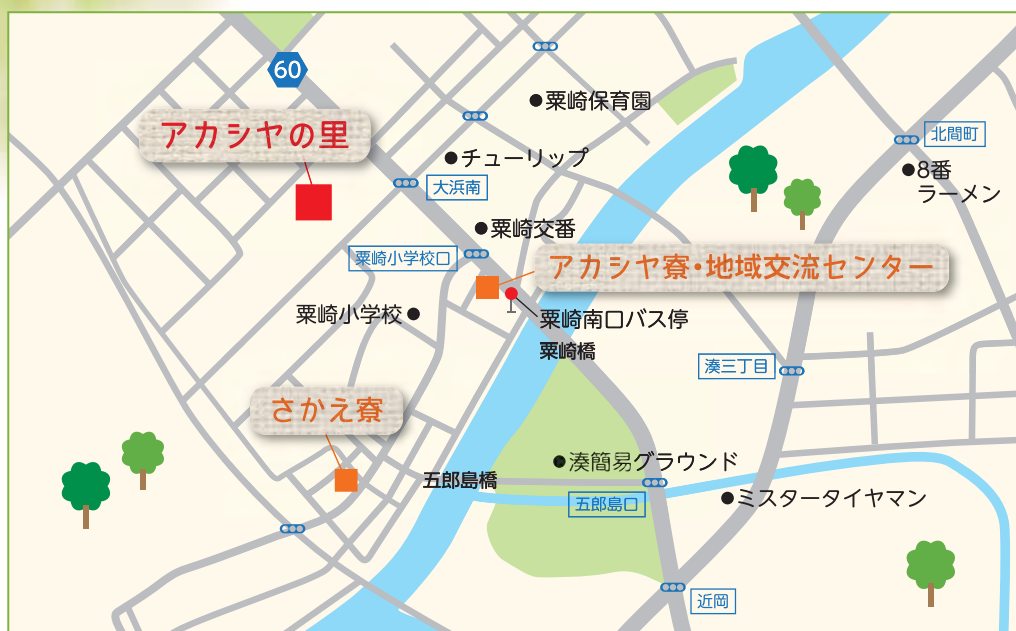 60
粟崎保育園
アカシヤの里
北間町
チューリップ
8番
ラーメン
大浜南
粟崎交番
粟崎小学校口
アカシヤ寮・地域交流センター
粟崎小学校
粟崎南口バス停
粟崎橋
湊三丁目
さかえ寮
湊簡易グラウンド
五郎島橋
五郎島口
ミスタータイヤマン
近岡